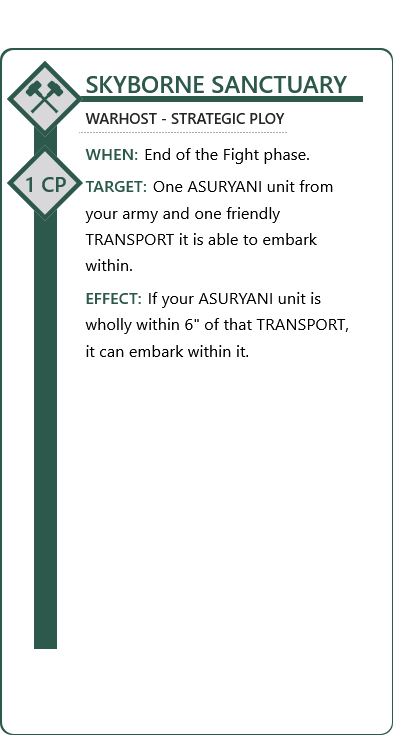 SKYBORNE SANCTUARY
WARHOST - STRATEGIC PLOY
1 CP
WHEN: End of the Fight phase.
TARGET: One ASURYANI unit from
your army and one friendly
TRANSPORT it is able to embark
within.
EFFECT: If your ASURYANI unit is
wholly within 6" of that TRANSPORT,
it can embark within it.